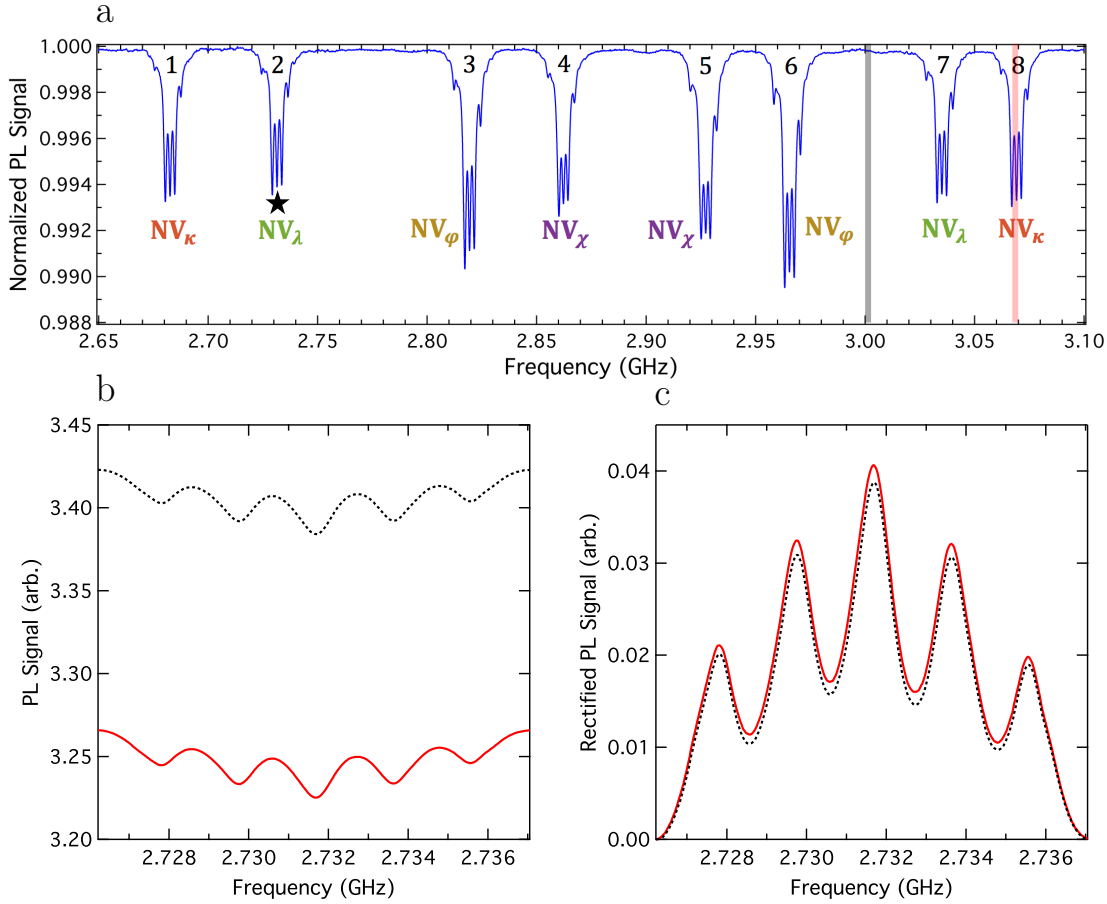 a
1.000
0.998
0.996
0.994
0.992
0.990
0.988
Normalized PL Signal
1 2 3 4 5 6 7 8
NVκ NVλ NVφ NVχ NVχ NVφ NVλ NVκ
2.65 2.70 2.75 2.80 2.85 2.90 2.95 3.00 3.05 3.10
Frequency (GHz)
b
3.45
3.40
3.35
3.30
3.25
3.20
PL Signal (arb.)
2.728 2.730 2.732 2.734 2.736
Frequency (GHz)
c
0.04
0.03
0.02
0.01
0.00
Rectified PL Signal (arb.)
2.728 2.730 2.732 2.734 2.736
Frequency (GHz)